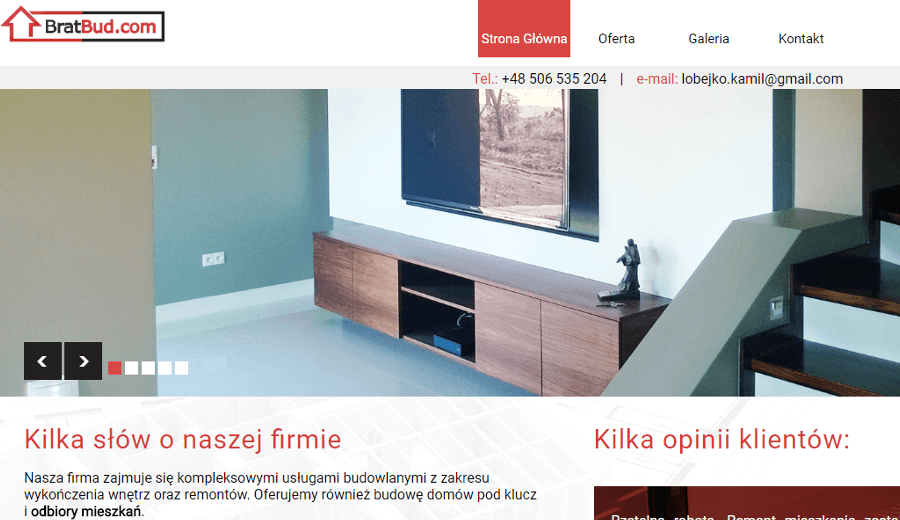 BratBud.com
Strona Główna Oferta Galeria Kontakt
Tel.: +48 506 535 204 | e-mail: lobejko.kamil@gmail.com
Kilka słów o naszej firmie
Nasza firma zajmuje się kompleksowymi usługami budowlanymi z zakresu
wykończenia wnętrz oraz remontów. Oferujemy również budowę domów pod klucz
i odbiory mieszkań.
Kilka opinii klientów: